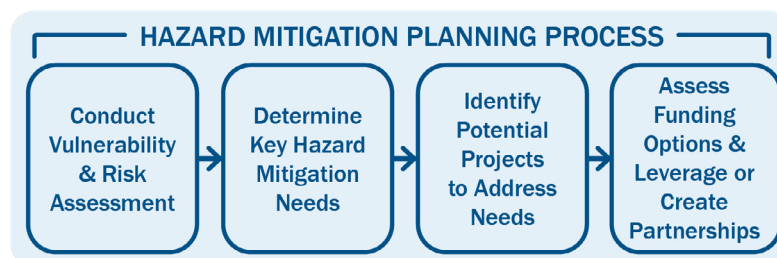 HAZARD MITIGATION PLANNING PROCESS
Conduct
Vulnerability
& Risk
Assessment
Determine
Key Hazard
Mitigation
Needs
Identify
Potential
Projects
to Address
Needs
Assess
Funding
Options &
Leverage or
Create
Partnerships